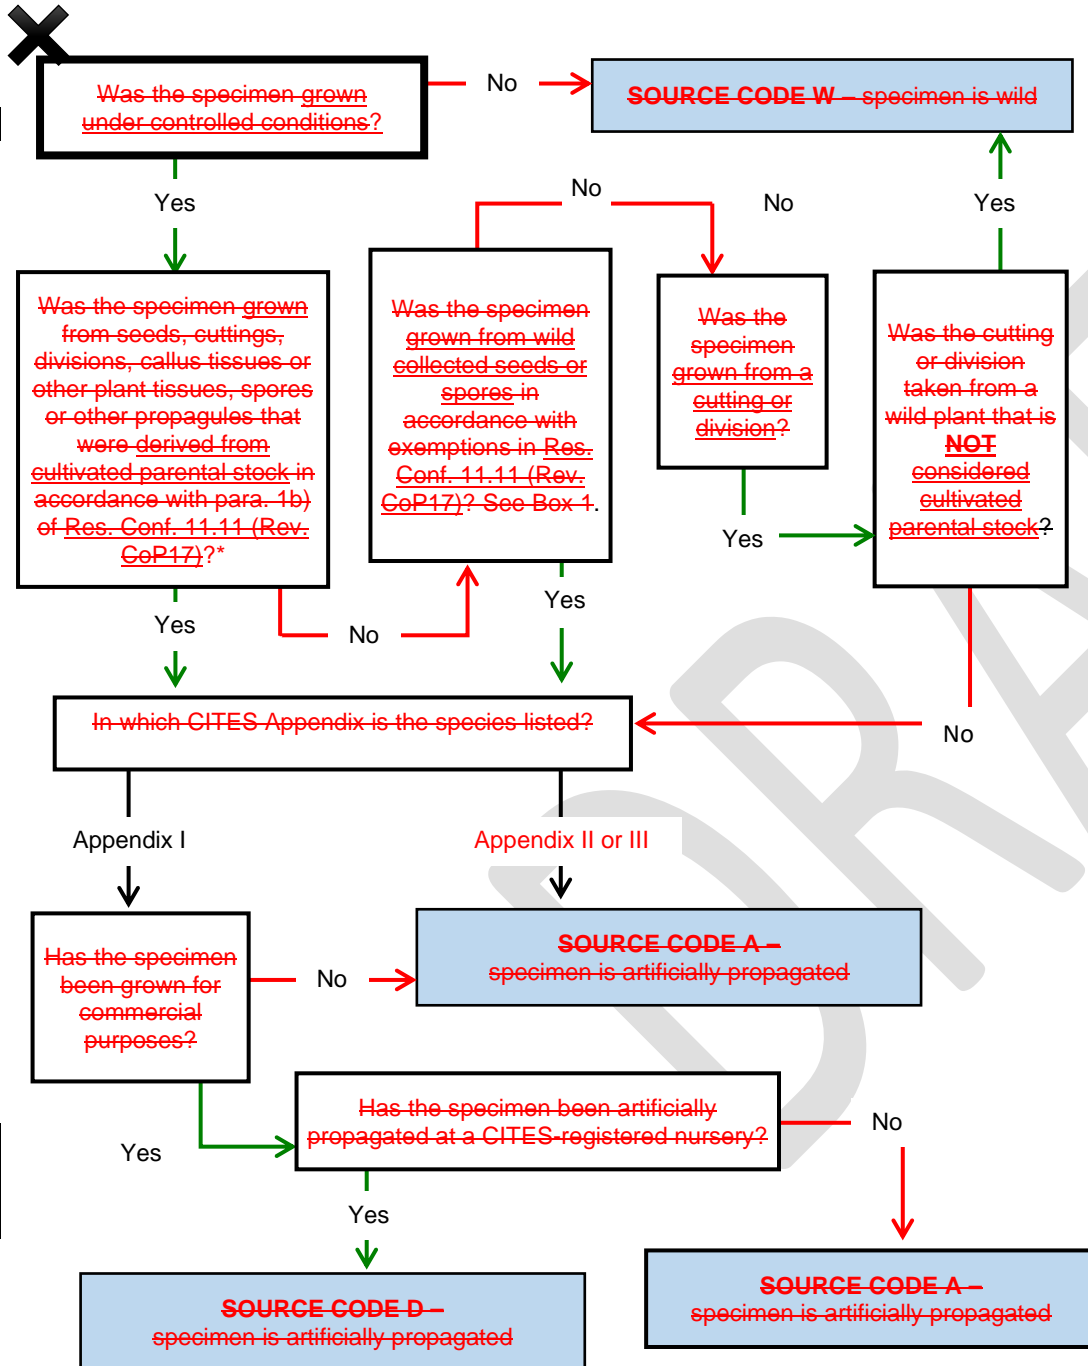 Was the specimen grown
under controlled conditions?
No
SOURCE CODE W – specimen is wild
Yes
No
No
Yes
Was the specimen grown
from seeds, cuttings,
divisions, callus tissues or
other plant tissues, spores
or other propagules that
were derived from
cultivated parental stock in
accordance with para. 1b)
of Res. Conf. 11.11 (Rev.
CoP17)?*
Was the specimen
grown from wild
collected seeds or
spores in
accordance with
exemptions in Res.
Conf. 11.11 (Rev.
CoP17)? See Box 1.
Was the
specimen
grown from a
cutting or
division?
Was the cutting
or division
taken from a
wild plant that is
NOT
considered
cultivated
parental stock?
Yes
No
Yes
Yes
No
In which CITES Appendix is the species listed?
Appendix I
Appendix II or III
Has the specimen
been grown for
commercial
purposes?
No
SOURCE CODE A –
specimen is artificially propagated
Yes
Has the specimen been artificially
propagated at a CITES-registered nursery?
No
Yes
SOURCE CODE D –
specimen is artificially propagated
SOURCE CODE A –
specimen is artificially propagated
DRA